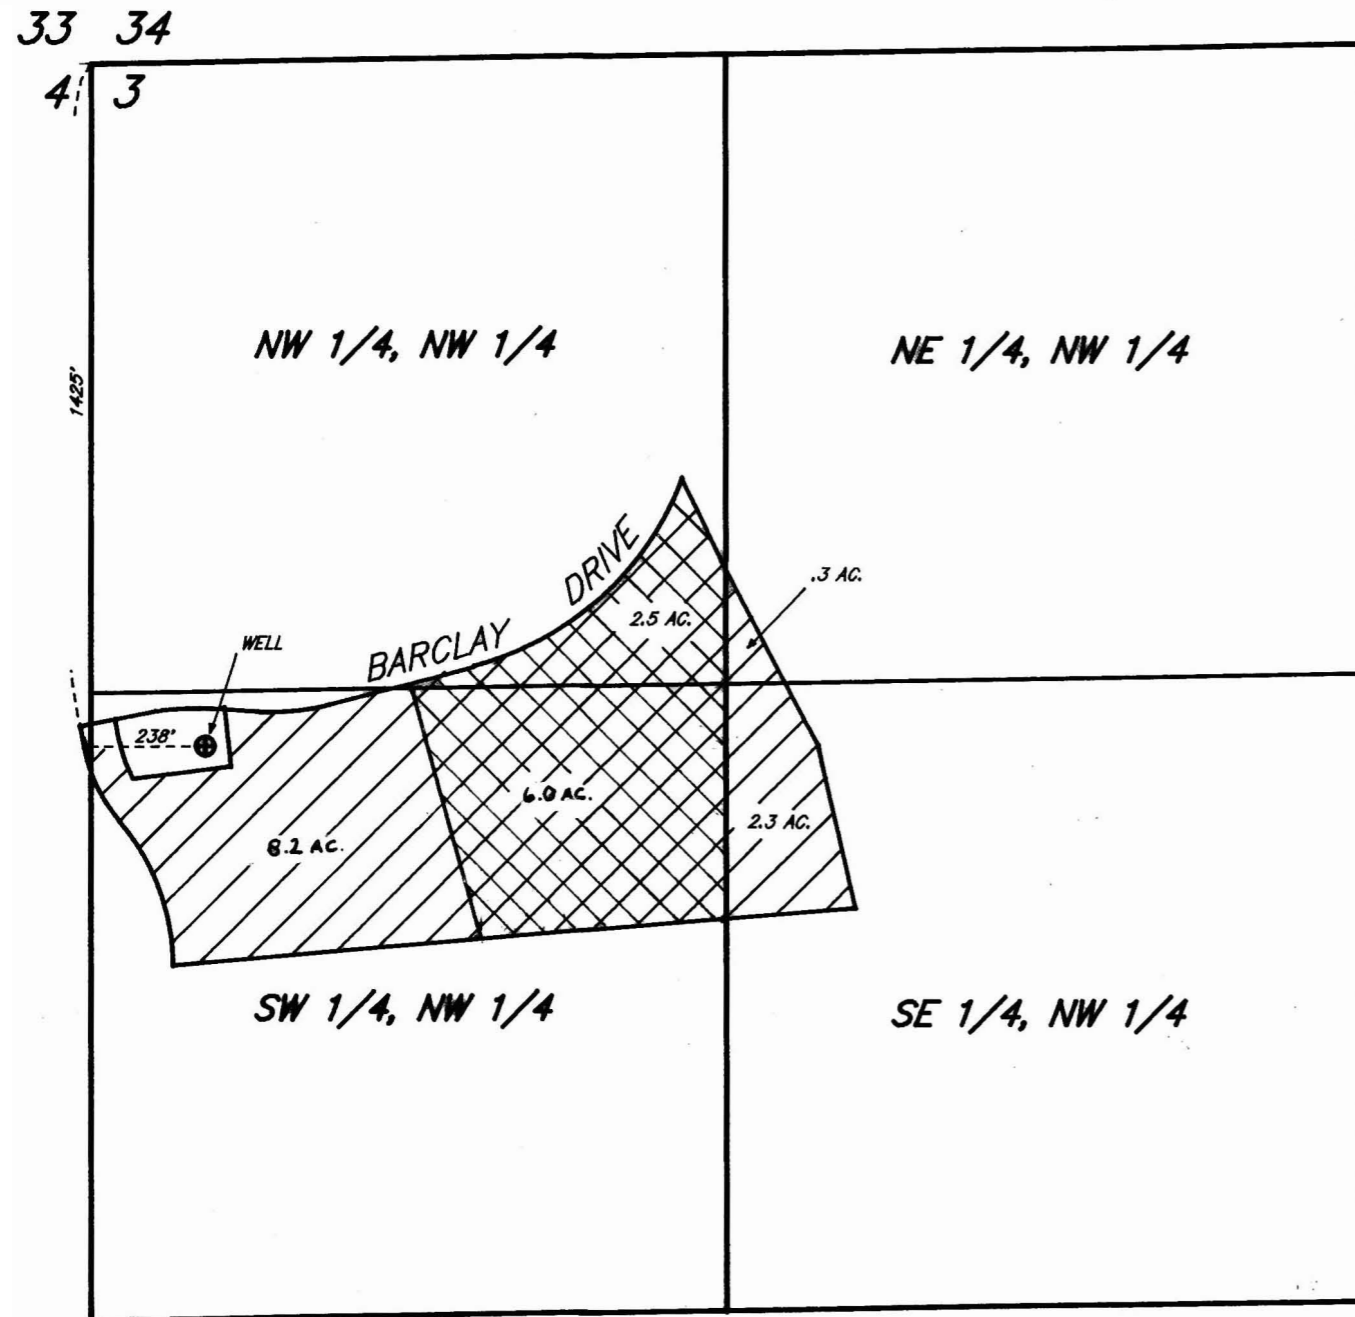 33 34
4 3
NW 1/4, NW 1/4
NE 1/4, NW 1/4
1425'
BARCLAY DRIVE
.3 AC.
2.5 AC.
WELL
238'
6.0 AC.
2.3 AC.
8.2 AC.
SW 1/4, NW 1/4
SE 1/4, NW 1/4